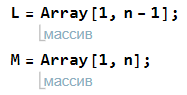 L = Array[1, n - 1];
массив
M = Array[1, n];
массив